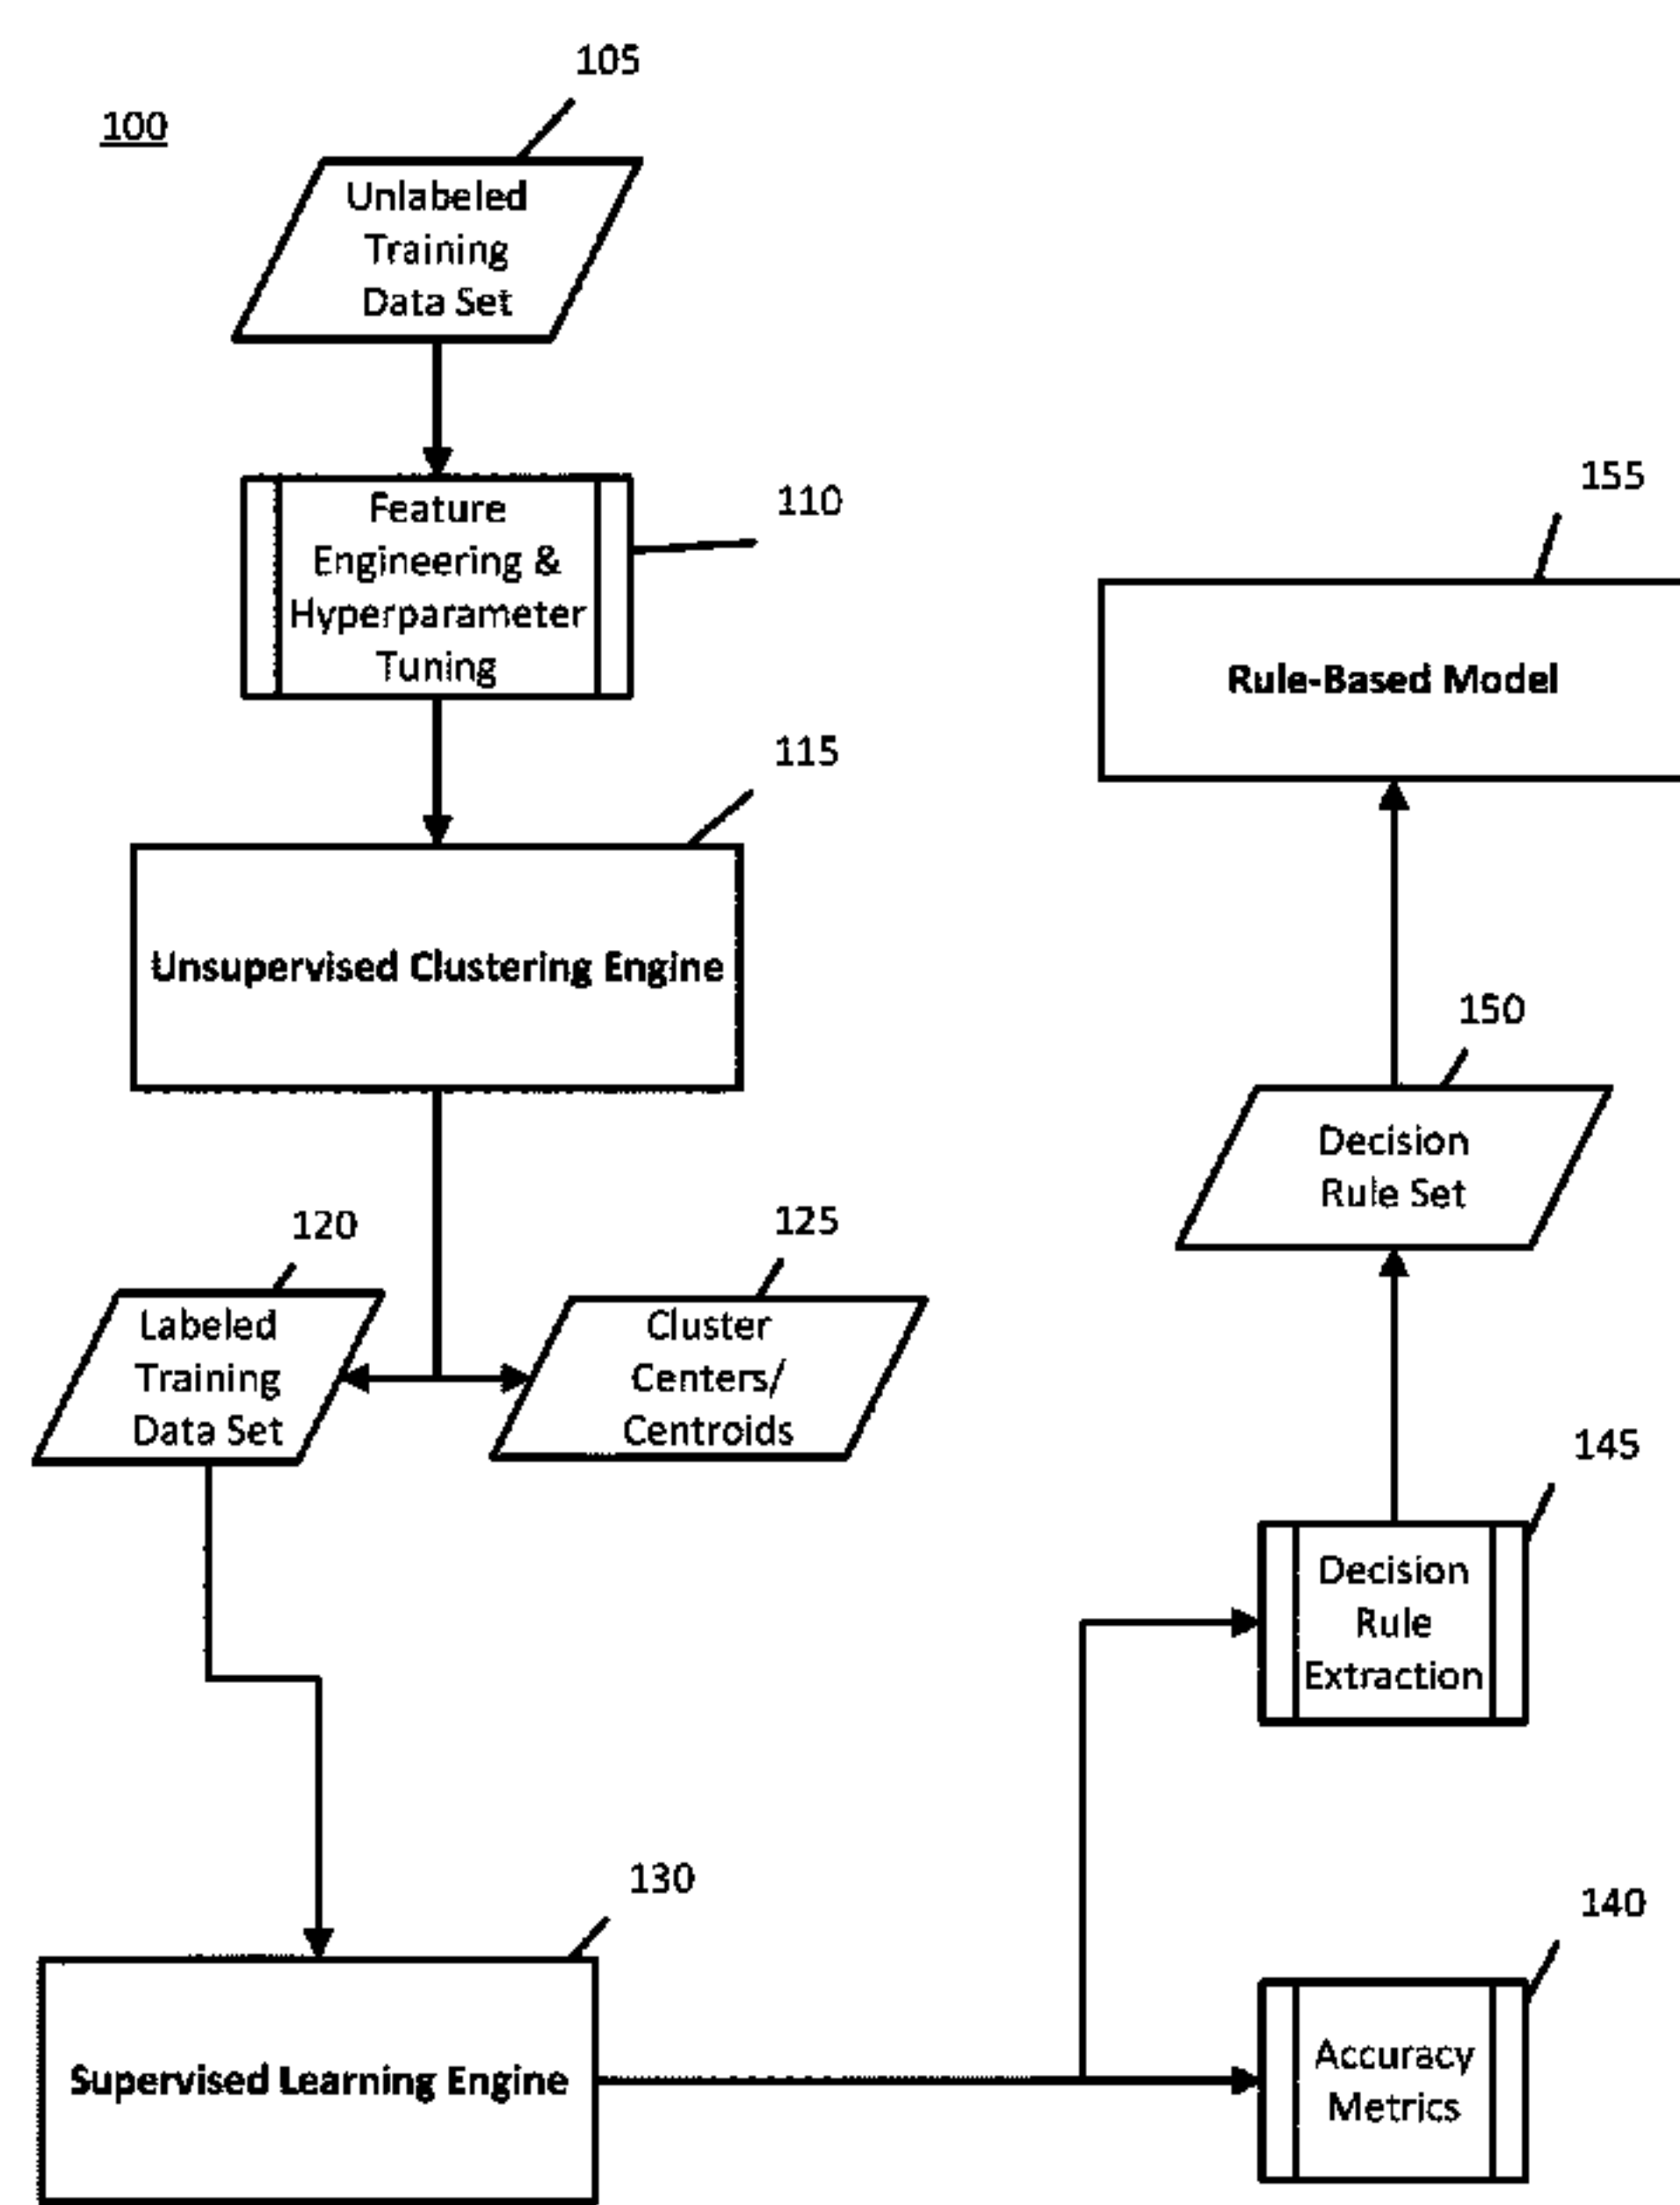 105
100
Unlabeled
Training
Data Set
110
Feature
Engineering &
Hyperparameter
Tuning
115
Unsupervised Clustering Engine
120
Labeled
Training
Data Set
125
Cluster
Centers/
Centroids
130
Supervised Learning Engine
155
Rule-Based Model
150
Decision
Rule Set
145
Decision
Rule
Extraction
140
Accuracy
Metrics